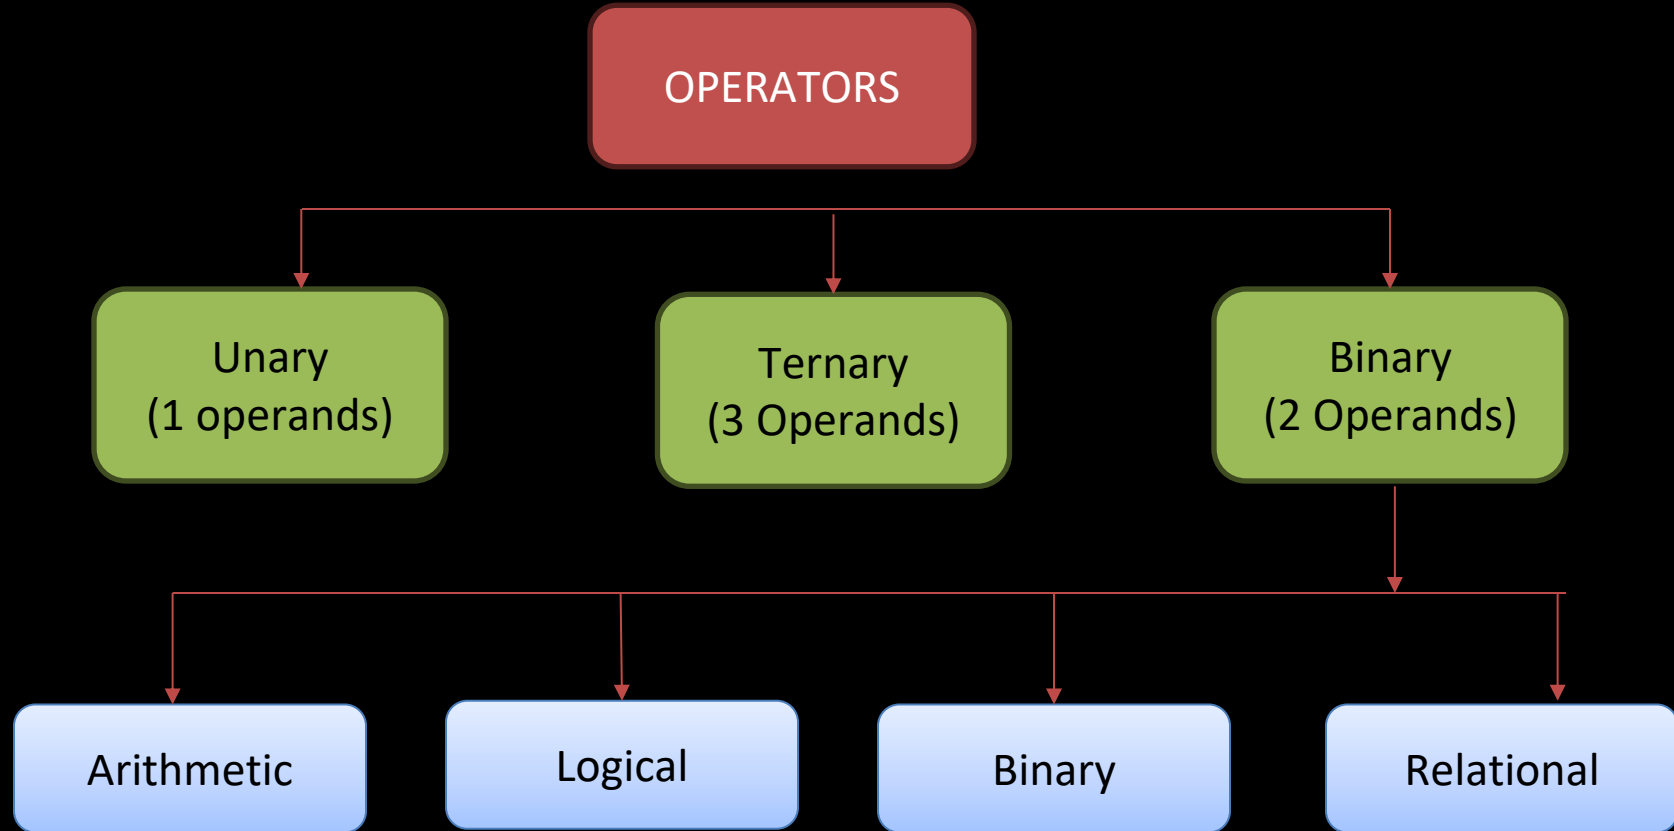 OPERATORS
Unary
(1 operands)
Ternary
(3 Operands)
Binary
(2 Operands)
Arithmetic
Logical
Binary
Relational